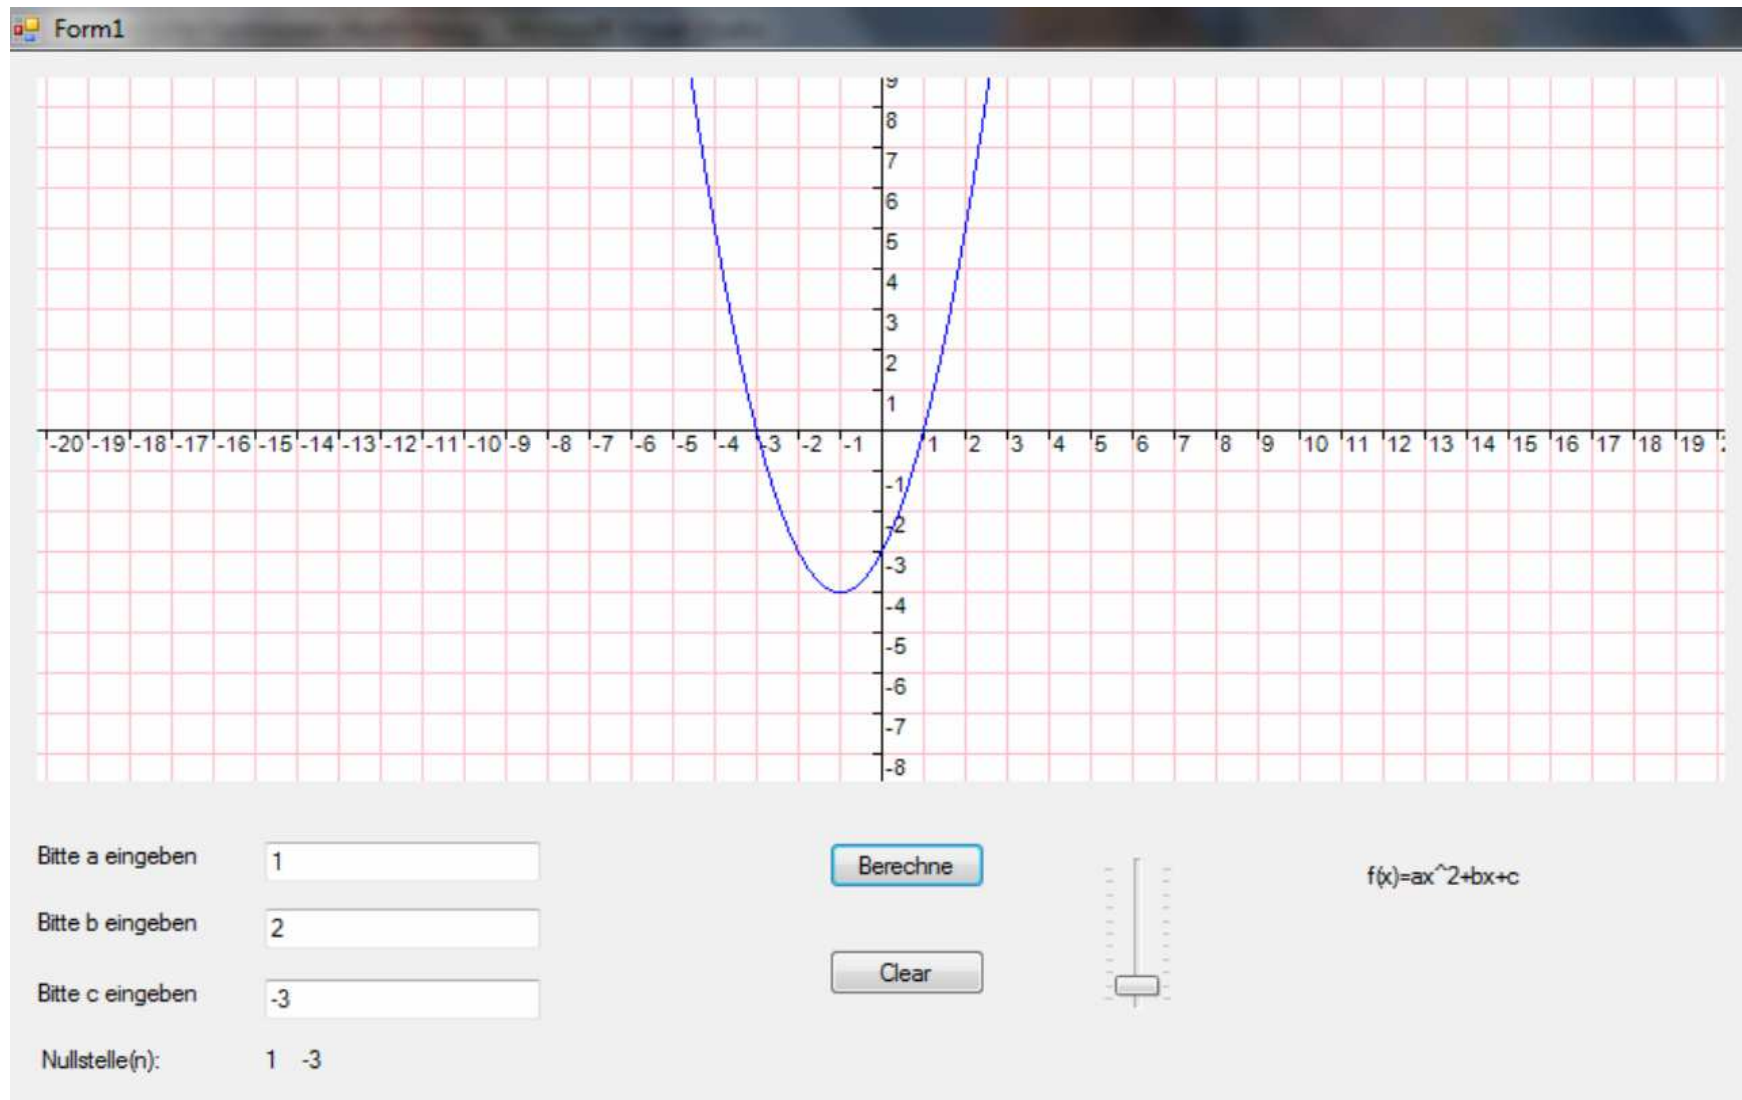 Form1
9
8
7
6
5
4
3
2
1
-20 -19 -18 -17 -16 -15 -14 -13 -12 -11 -10 -9 -8 -7 -6 -5 -4 -3 -2 -1 1 2 3 4 5 6 7 8 9 10 11 12 13 14 15 16 17 18 19
-1
-2
-3
-4
-5
-6
-7
-8
Bitte a eingeben 1
Berechne
f(x)=ax^2+bx+c
Bitte b eingeben 2
Clear
Bitte c eingeben -3
Nullstelle(n): 1 -3